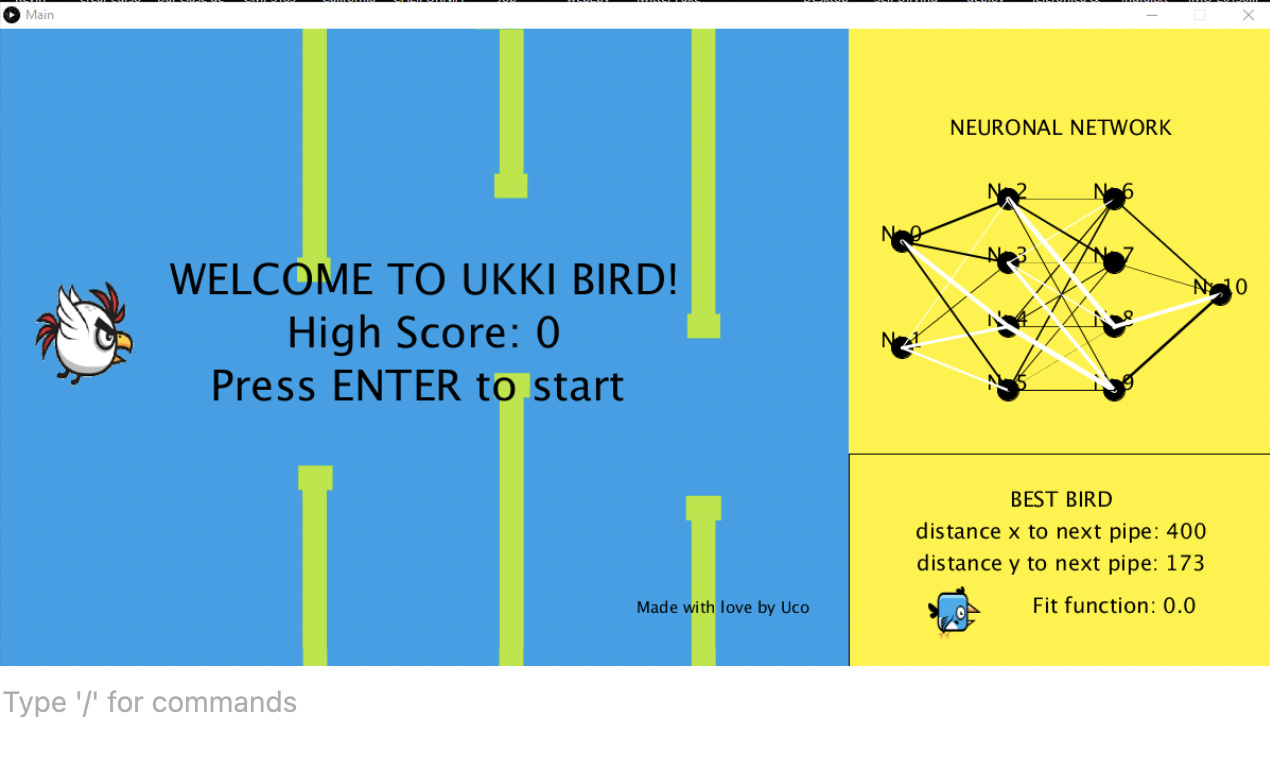 Main
WELCOME TO UKKI BIRD!
High Score: 0
Press ENTER to start
Made with love by Uco
NEURONAL NETWORK
N: 0
N: 1
N: 2
N: 3
N: 4
N: 5
N: 6
N: 7
N: 8
N: 9
N: 10
BEST BIRD
distance x to next pipe: 400
distance y to next pipe: 173
Fit function: 0.0
Type '/' for commands